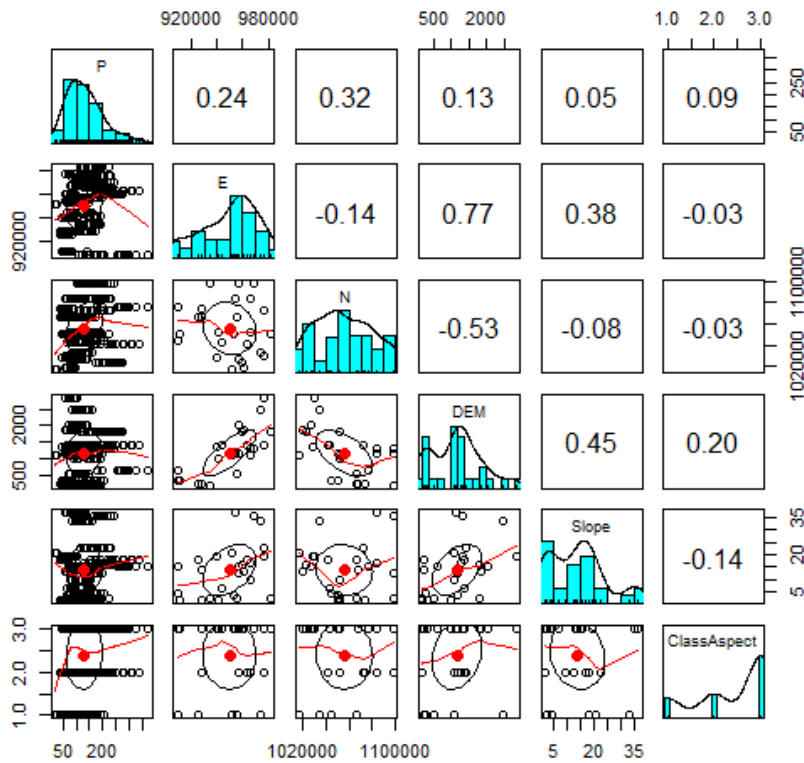 920000 980000 500 2000 1.0 2.0 3.0
P
0.24 0.32 0.13 0.05 0.09
50 250
920000
E
-0.14 0.77 0.38 -0.03
N
-0.53 -0.08 -0.03
1020000 1100000
500 2000
DEM
0.45 0.20
Slope
-0.14
5 20 35
1.0 2.0 3.0
ClassAspect
50 200 1020000 1100000 5 20 35